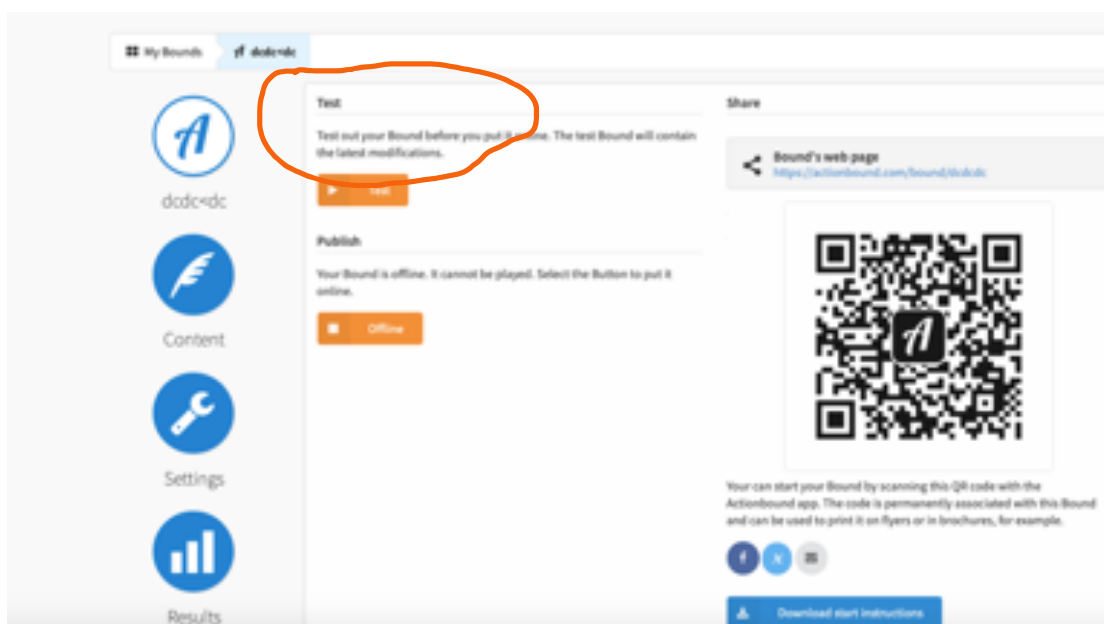 My Bounds
dcdc<dc
dcdc<dc
Content
Settings
Results
Test
Test out your Bound before you put it online. The test Bound will contain
the latest modifications.
Test
Publish
Your Bound is offline. It cannot be played. Select the Button to put it
online.
Offline
Share
Bound's web page
https://actionbound.com/bound/dcdcdc
Your can start your Bound by scanning this QR code with the
Actionbound app. The code is permanently associated with this Bound
and can be used to print it on flyers or in brochures, for example.
Download start instructions